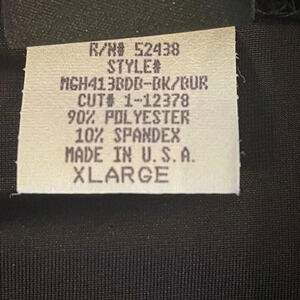 R/N# 52438
STYLE#
MGH413BDB-BK/BUR
CUT# 1-12378
90% POLYESTER
10% SPANDEX
MADE IN U.S.A.
XLARGE